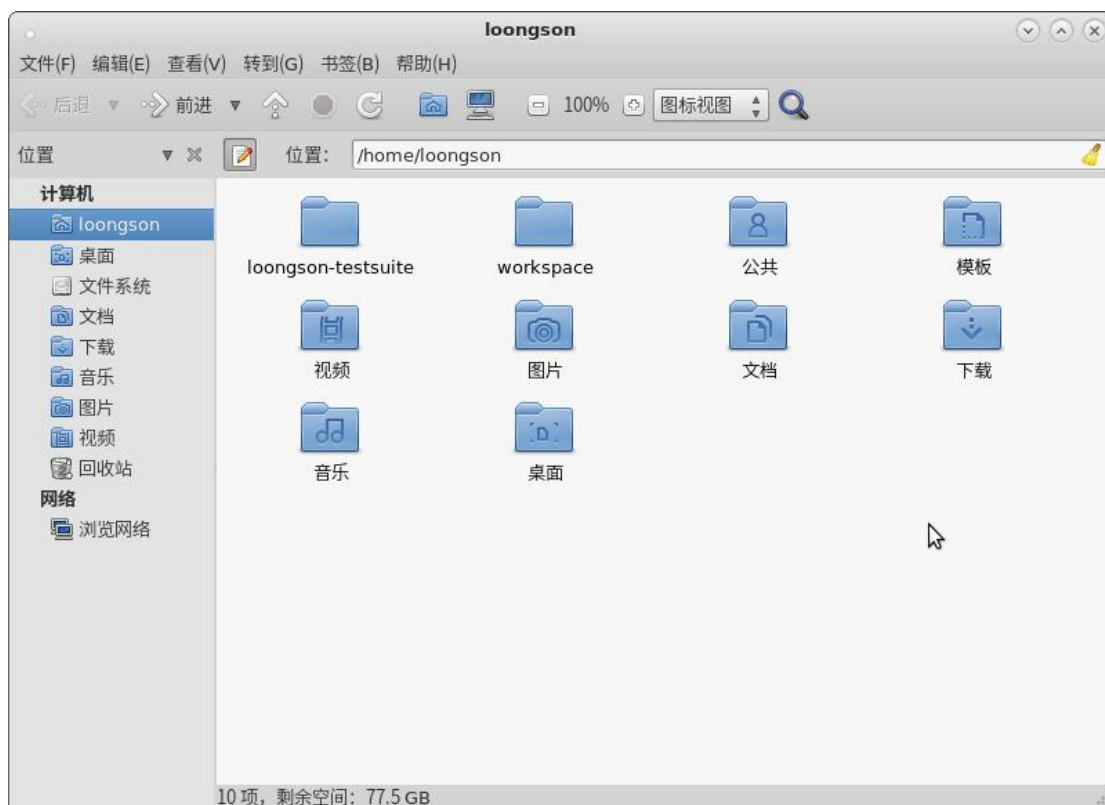 loongson
文件(F) 编辑(E) 查看(V) 转到(G) 书签(B) 帮助(H)
后退 前进 100% 图标视图
位置 位置： /home/loongson
计算机
loongson
桌面
文件系统
文档
下载
音乐
图片
视频
回收站
网络
浏览网络
loongson-testsuite workspace 公共 模板
视频 图片 文档 下载
音乐 桌面
10 项，剩余空间：77.5 GB